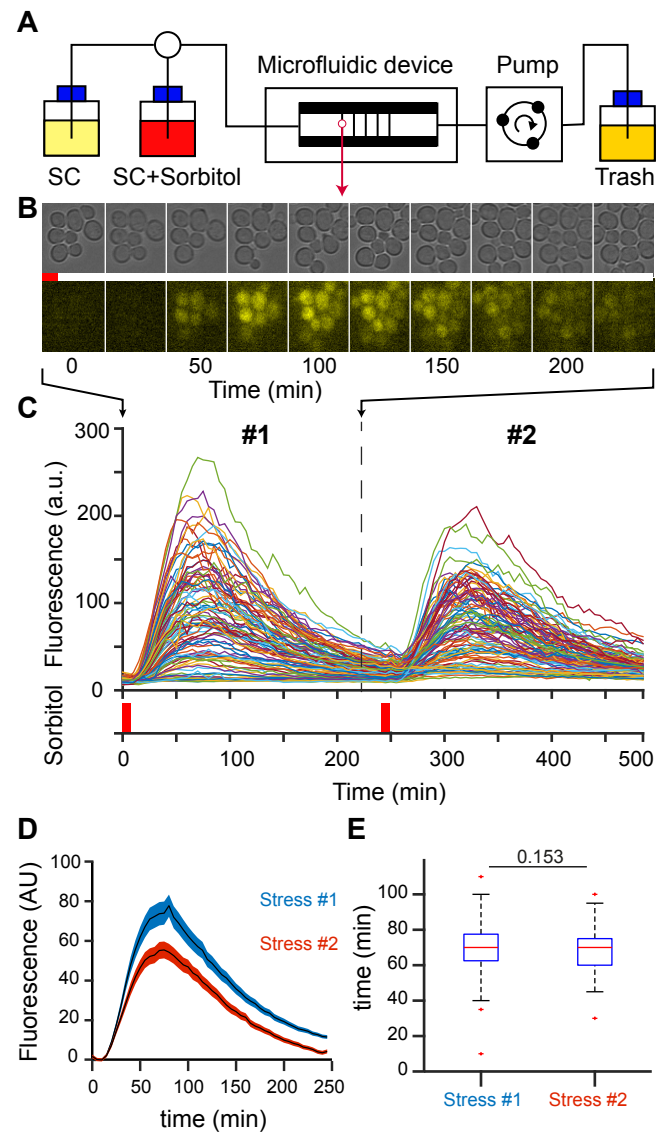 A
Microfluidic device
Pump
SC
SC+Sorbitol
Trash
B
0 50 100 150 200
Time (min)
C
#1 #2
Fluorescence (a.u.)
300
200
100
0
Sorbitol
0 100 200 300 400 500
Time (min)
D
Fluorescence (AU)
100
80
60
40
20
0
Stress #1
Stress #2
0 50 100 150 200 250
time (min)
E
0.153
time (min)
100
80
60
40
20
0
Stress #1 Stress #2